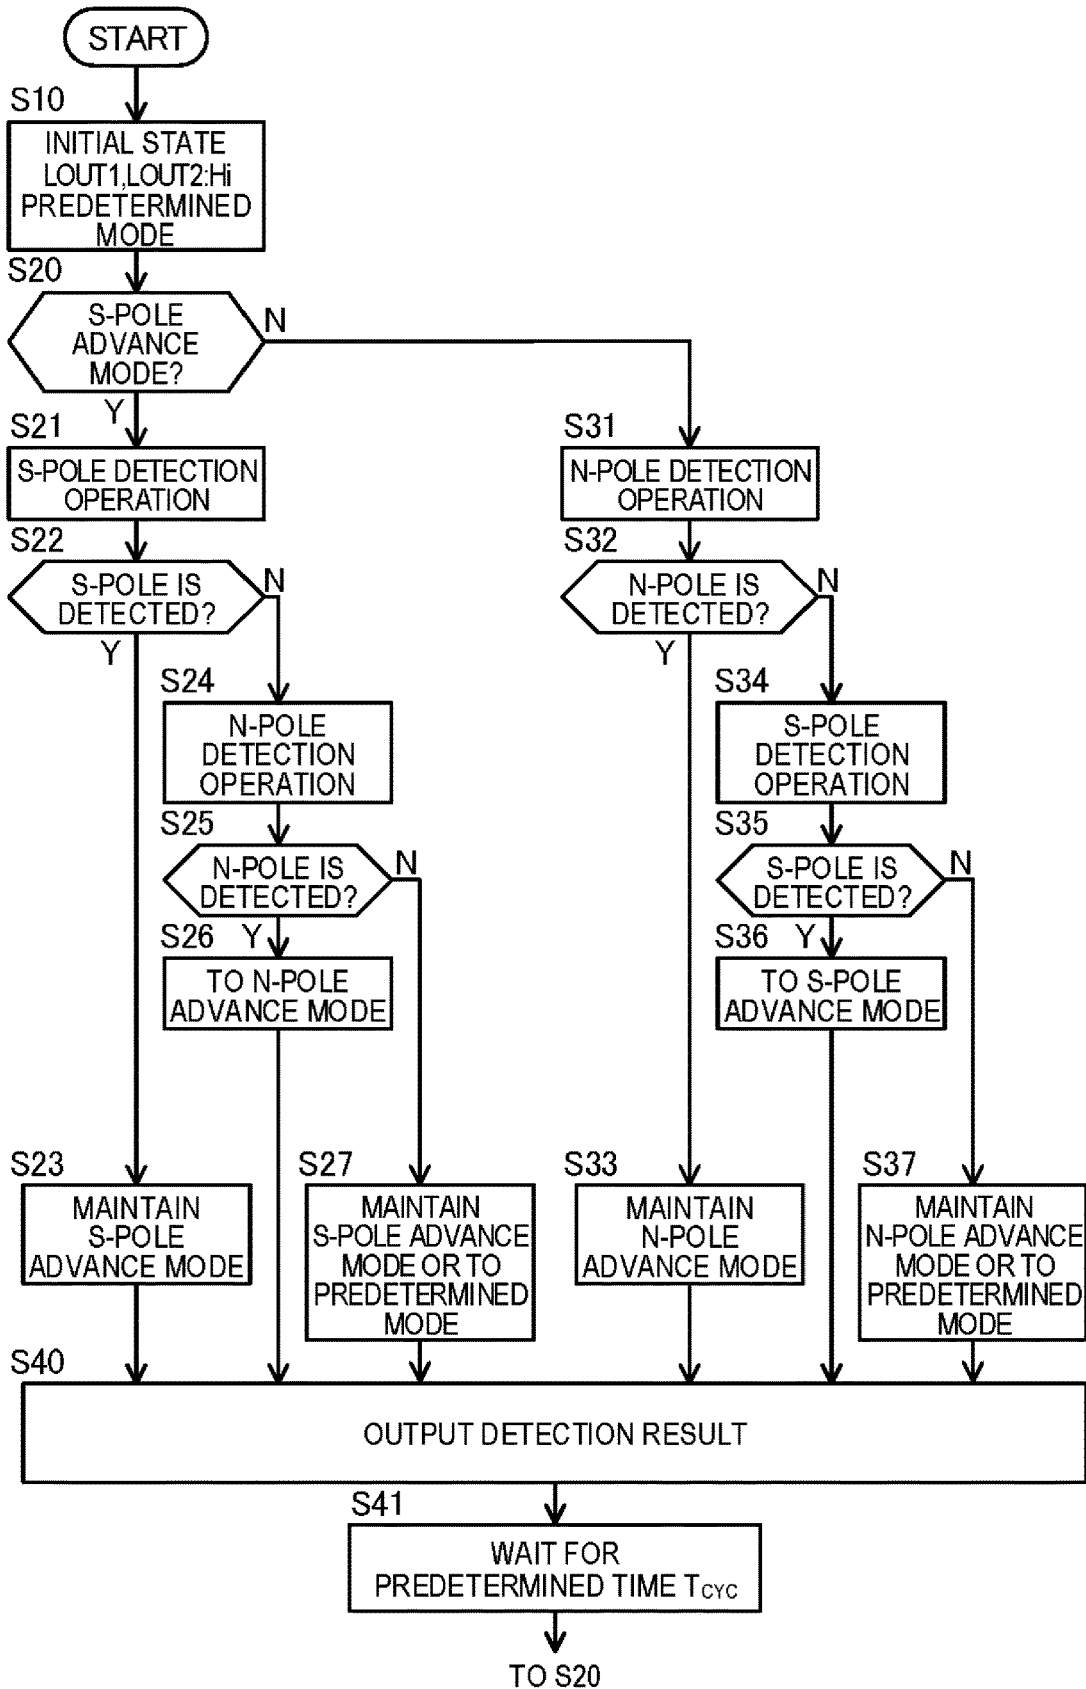 START
S10
INITIAL STATE
LOUT1,LOUT2:Hi
PREDETERMINED
MODE
S20
S-POLE
ADVANCE
MODE?
N
Y
S21
S-POLE DETECTION
OPERATION
S31
N-POLE DETECTION
OPERATION
S22
S-POLE IS
DETECTED?
N
Y
S32
N-POLE IS
DETECTED?
N
Y
S24
N-POLE
DETECTION
OPERATION
S34
S-POLE
DETECTION
OPERATION
S25
N-POLE IS
DETECTED?
N
Y
S35
S-POLE IS
DETECTED?
N
Y
S26
TO N-POLE
ADVANCE MODE
S36
TO S-POLE
ADVANCE MODE
S23
MAINTAIN
S-POLE
ADVANCE MODE
S27
MAINTAIN
S-POLE ADVANCE
MODE OR TO
PREDETERMINED
MODE
S33
MAINTAIN
N-POLE
ADVANCE MODE
S37
MAINTAIN
N-POLE ADVANCE
MODE OR TO
PREDETERMINED
MODE
S40
OUTPUT DETECTION RESULT
S41
WAIT FOR
PREDETERMINED TIME TCYC
TO S20